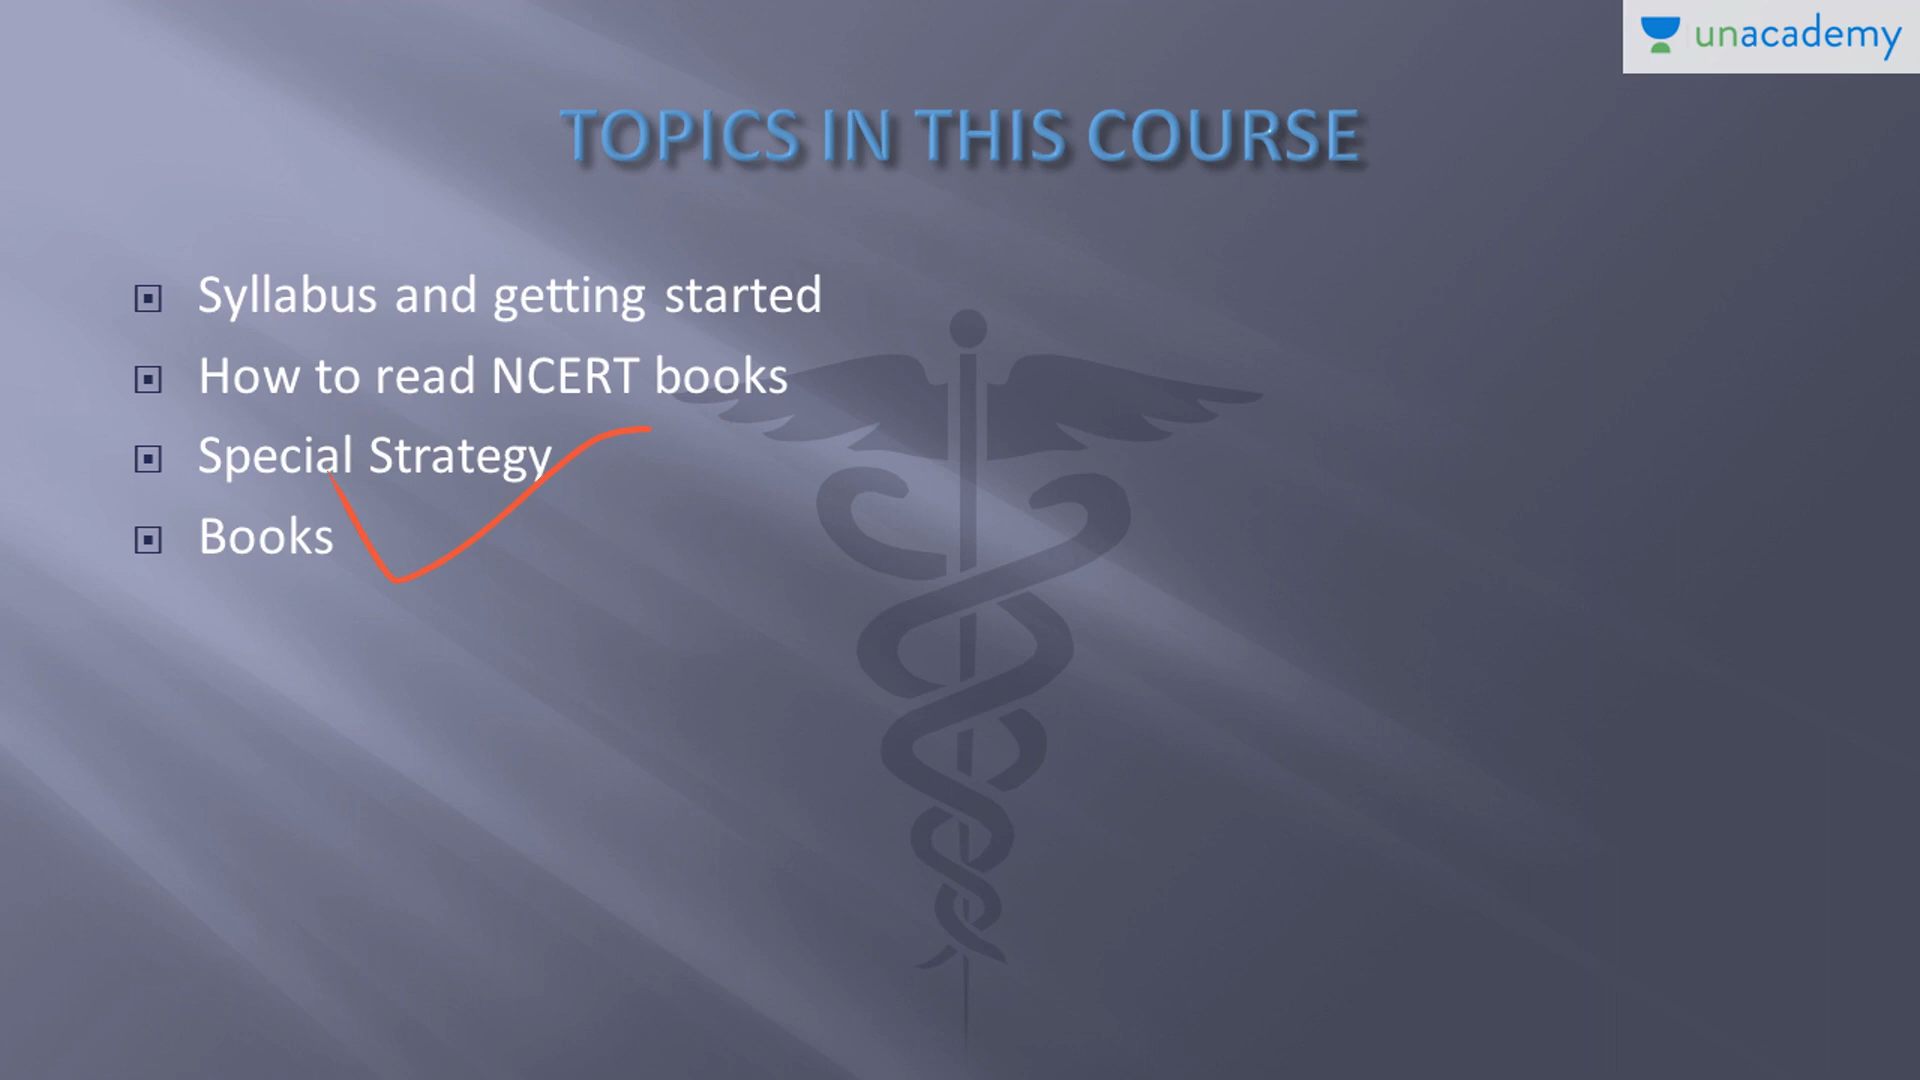 unacademy
TOPICS IN THIS COURSE
Syllabus and getting started
How to read NCERT books
Special Strategy
Books